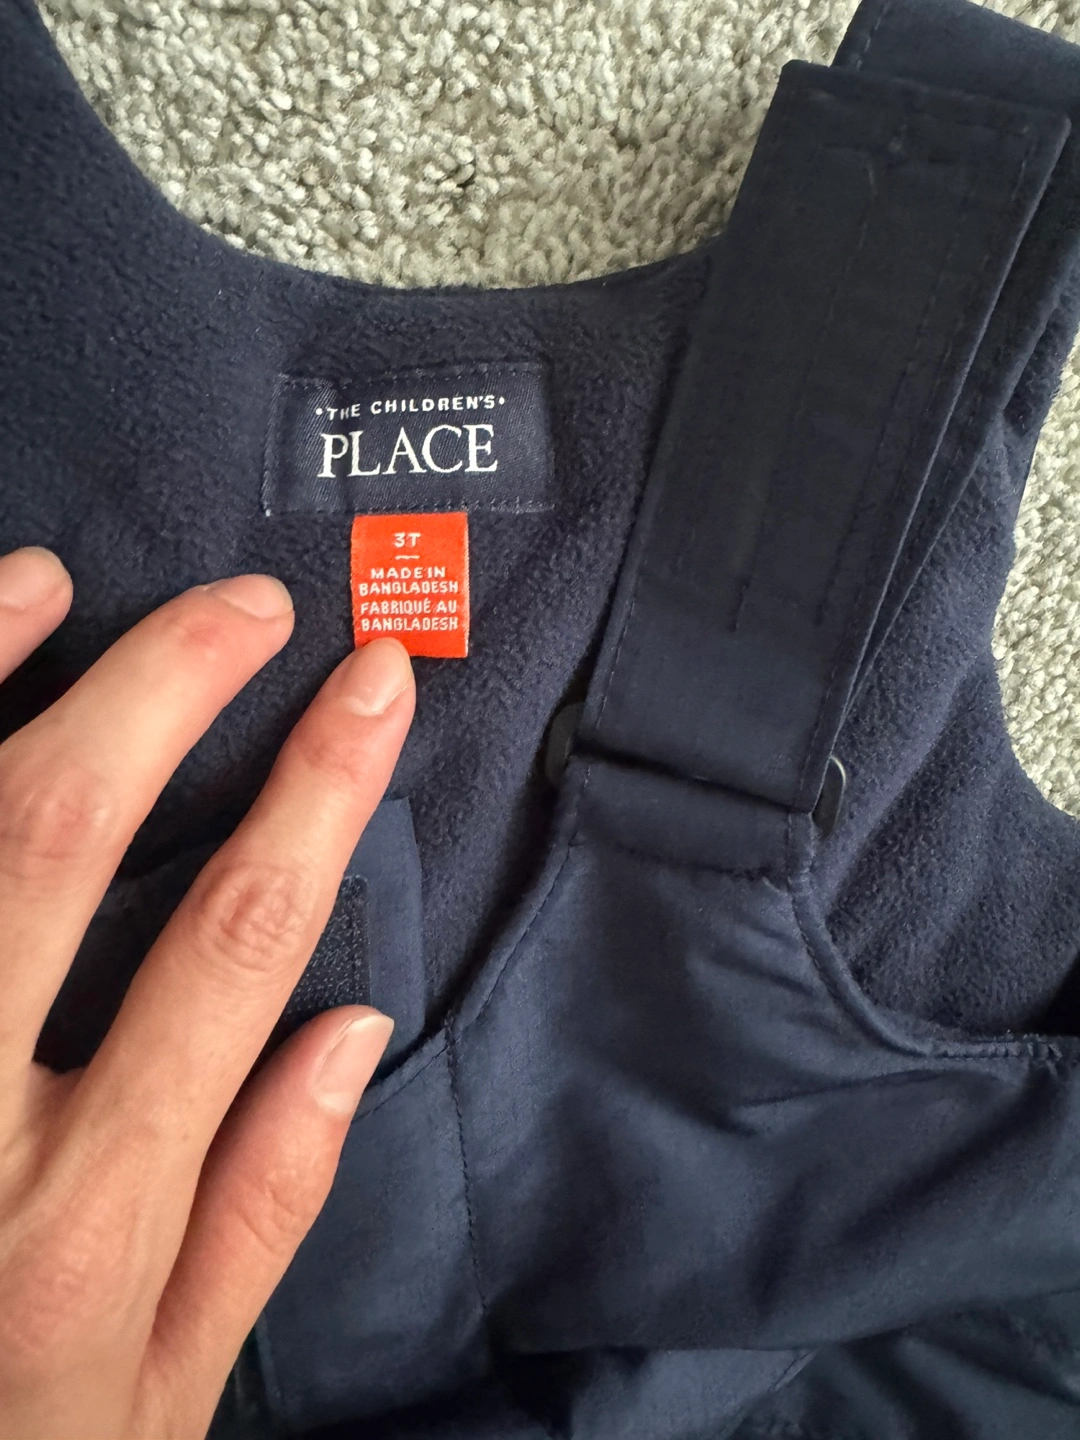 •THE CHILDREN'S•
PLACE
3T
MADE IN
BANGLADESH
FABRIQUÉ AU
BANGLADESH